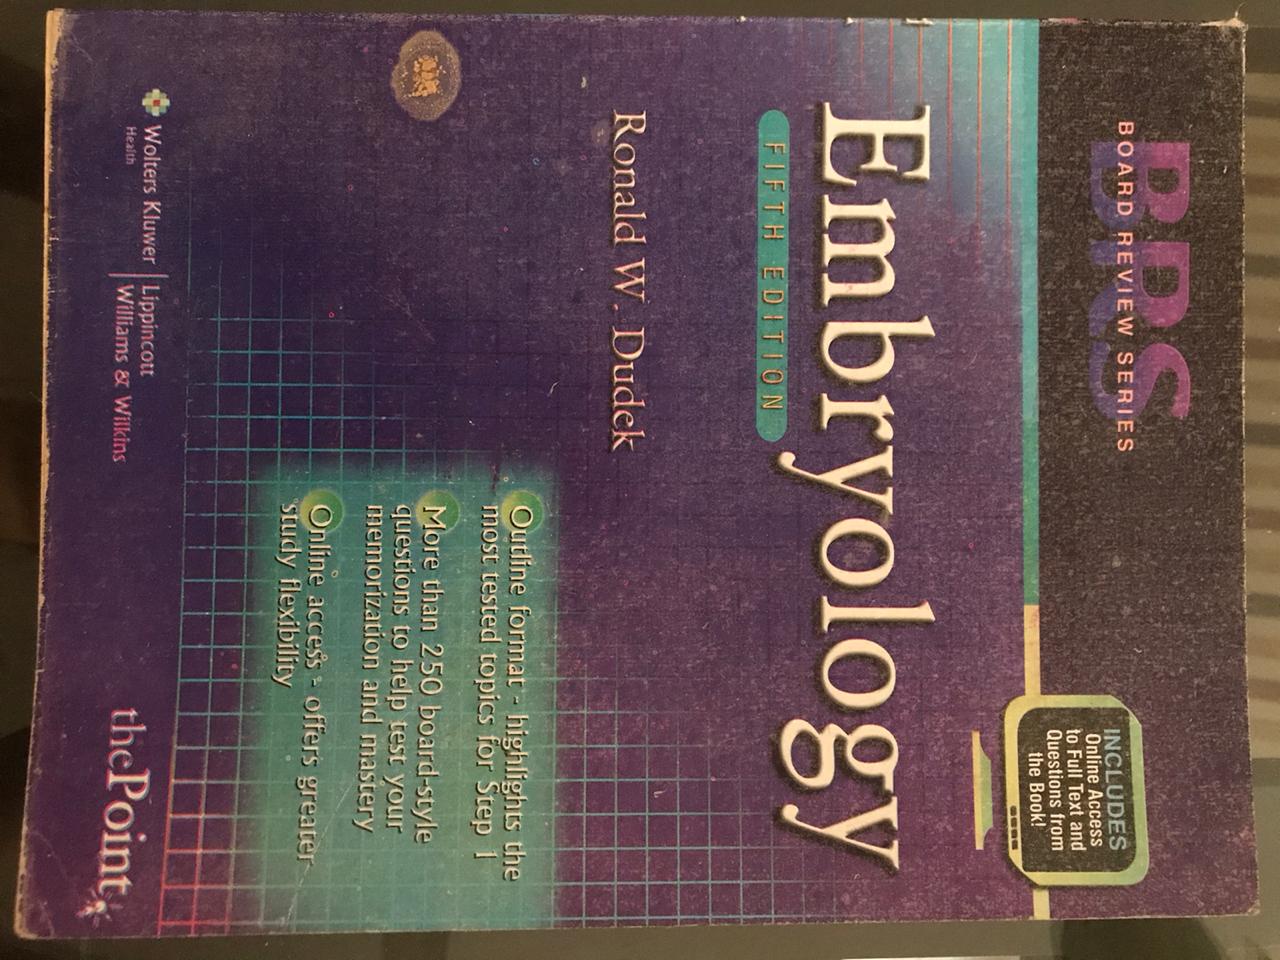 BRS
BOARD REVIEW SERIES
INCLUDES
Online Access
to Full Text and
Questions from
the Book!
Embryology
FIFTH EDITION
Ronald W. Dudek
Outline format - highlights the
most tested topics for Step 1
More than 250 board-style
questions to help test your
memorization and mastery
Online access - offers greater
study flexibility
Wolters Kluwer
Health
Lippincott
Williams & Wilkins
thePoint